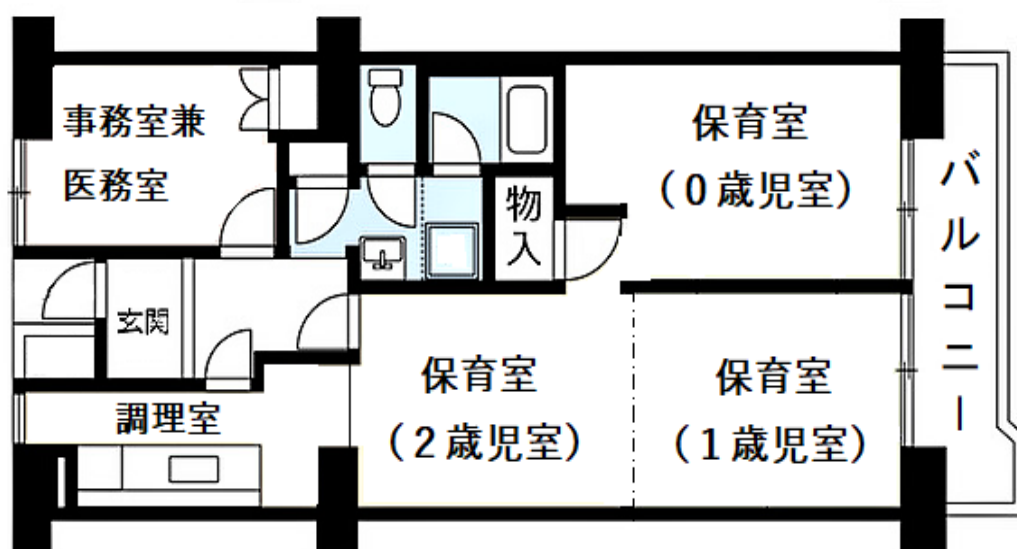 事務室兼
医務室
保育室
（０歳児室）
物入
バルコニー
玄関
保育室
（２歳児室）
保育室
（１歳児室）
調理室